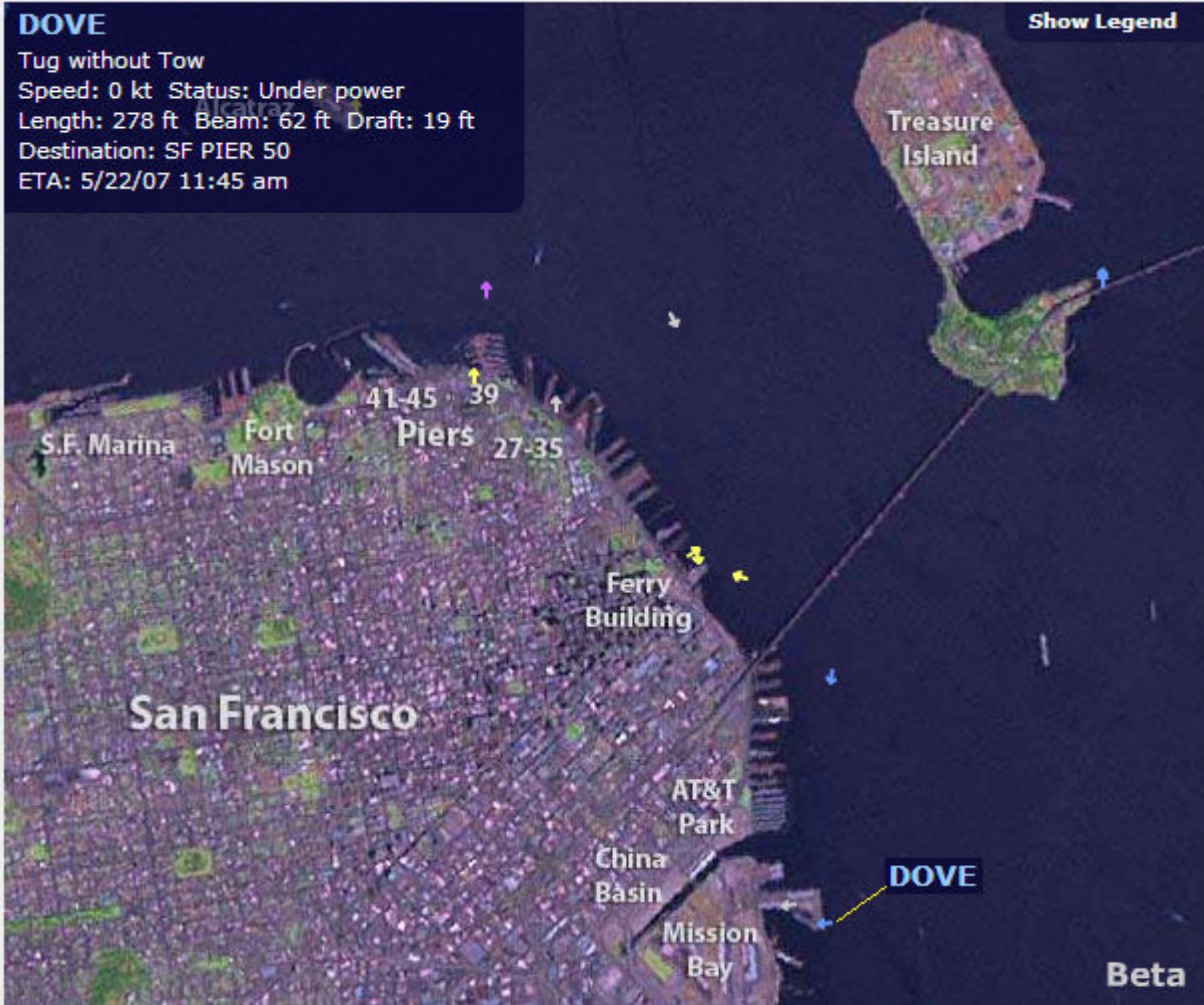 DOVE
Tug without Tow
Speed: 0 kt Status: Under power
Length: 278 ft Beam: 62 ft Draft: 19 ft
Destination: SF PIER 50
ETA: 5/22/07 11:45 am
Alcatraz
Show Legend
Treasure
Island
41-45
39
Piers
27-35
S.F. Marina
Fort
Mason
Ferry
Building
San Francisco
AT&T
Park
China
Basin
DOVE
Mission
Bay
Beta